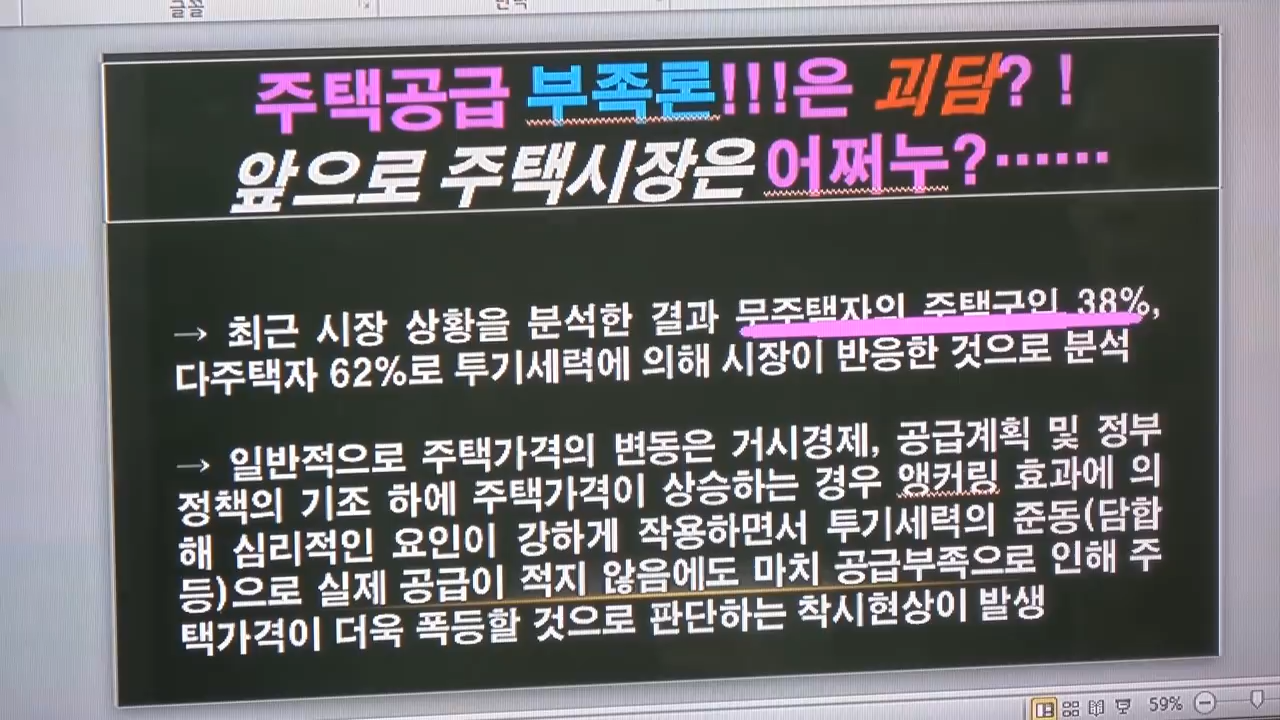 글꼴
주택공급 부족론!!!은 괴담?!
앞으로 주택시장은 어쩌누?……
→ 최근 시장 상황을 분석한 결과 무주택자의 주택구입 38%,
다주택자 62%로 투기세력에 의해 시장이 반응한 것으로 분석
→ 일반적으로 주택가격의 변동은 거시경제, 공급계획 및 정부
정책의 기조 하에 주택가격이 상승하는 경우 앵커링 효과에 의
해 심리적인 요인이 강하게 작용하면서 투기세력의 준동(담합
등)으로 실제 공급이 적지 않음에도 마치 공급부족으로 인해 주
택가격이 더욱 폭등할 것으로 판단하는 착시현상이 발생
59%